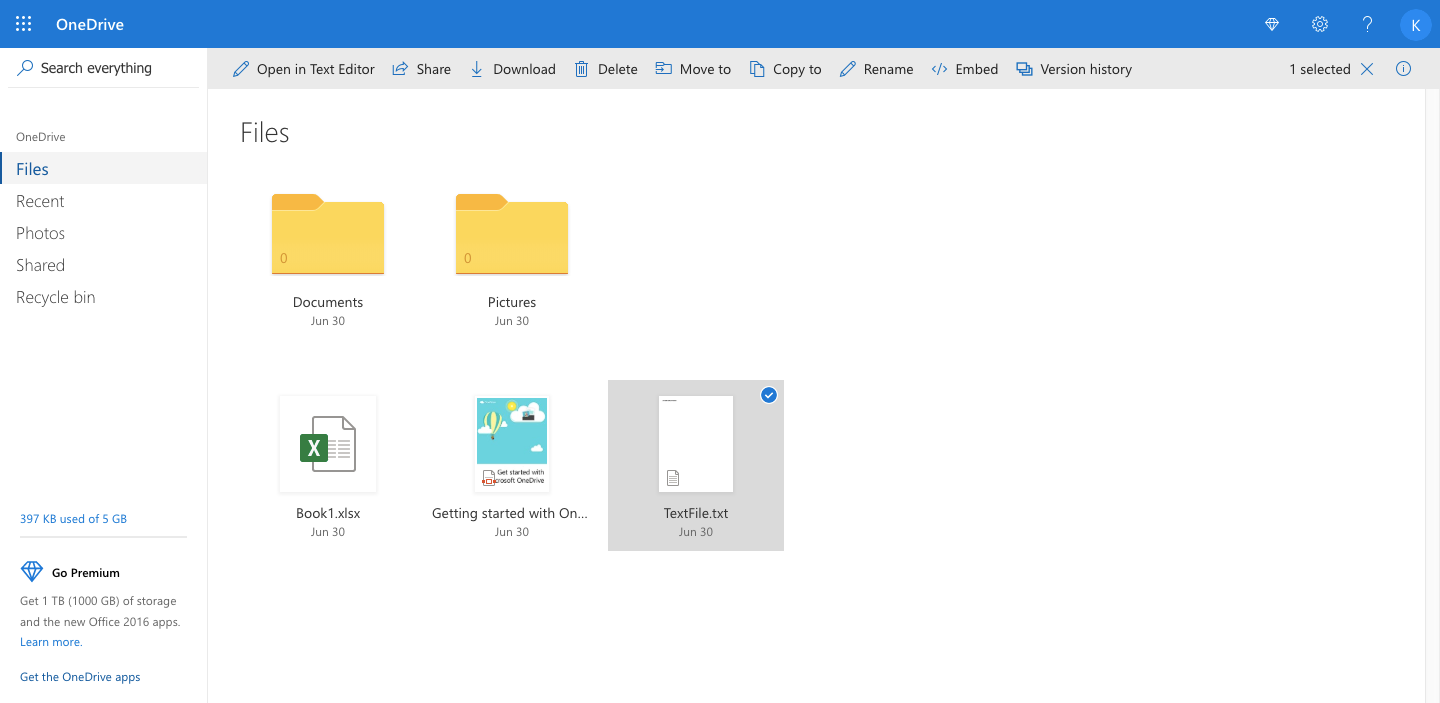 OneDrive
K
Search everything
Open in Text Editor
Share
Download
Delete
Move to
Copy to
Rename
Embed
Version history
1 selected
OneDrive
Files
Recent
Photos
Shared
Recycle bin
397 KB used of 5 GB
Go Premium
Get 1 TB (1000 GB) of storage
and the new Office 2016 apps.
Learn more.
Get the OneDrive apps
Files
0
Documents
Jun 30
0
Pictures
Jun 30
X
Book1.xlsx
Jun 30
Get started with
crosoft OneDrive
Getting started with On...
Jun 30
TextFile.txt
Jun 30